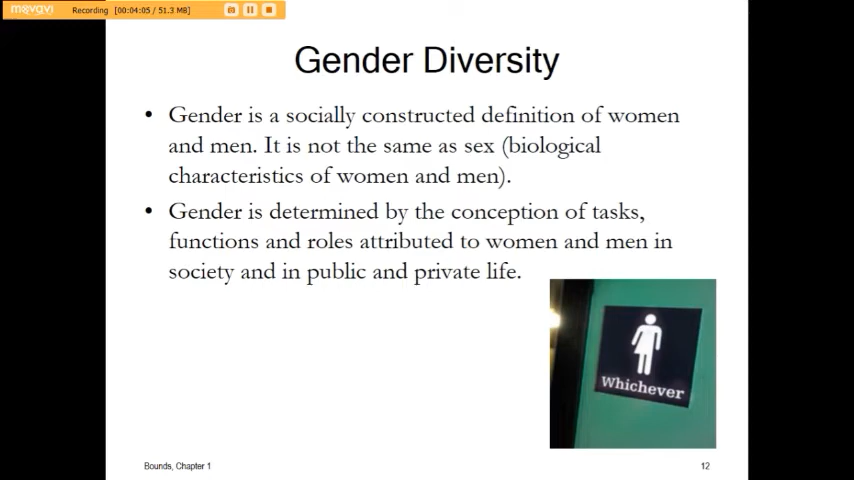 movavi
Recording [00:04:05 / 51.3 MB]
Gender Diversity
• Gender is a socially constructed definition of women
and men. It is not the same as sex (biological
characteristics of women and men).
• Gender is determined by the conception of tasks,
functions and roles attributed to women and men in
society and in public and private life.
Whichever
Bounds, Chapter 1
12